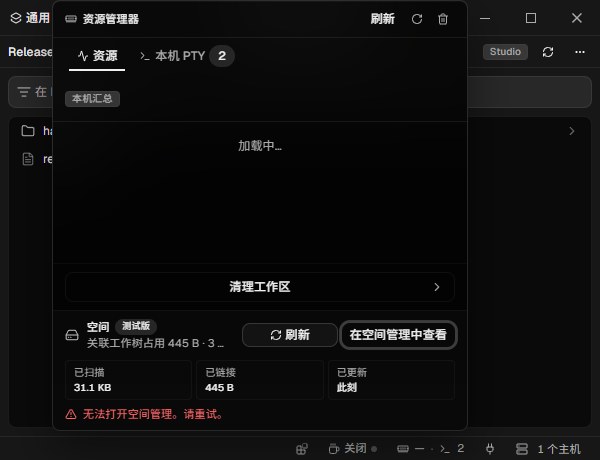 通用
资源管理器
刷新
Release
资源
本机 PTY
2
Studio
在
本机汇总
ha
re
加载中...
清理工作区
空间
测试版
关联工作树占用 445 B · 3 ...
刷新
在空间管理中查看
已扫描
31.1 KB
已链接
445 B
已更新
此刻
无法打开空间管理。请重试。
关闭
— ·
2
1 个主机